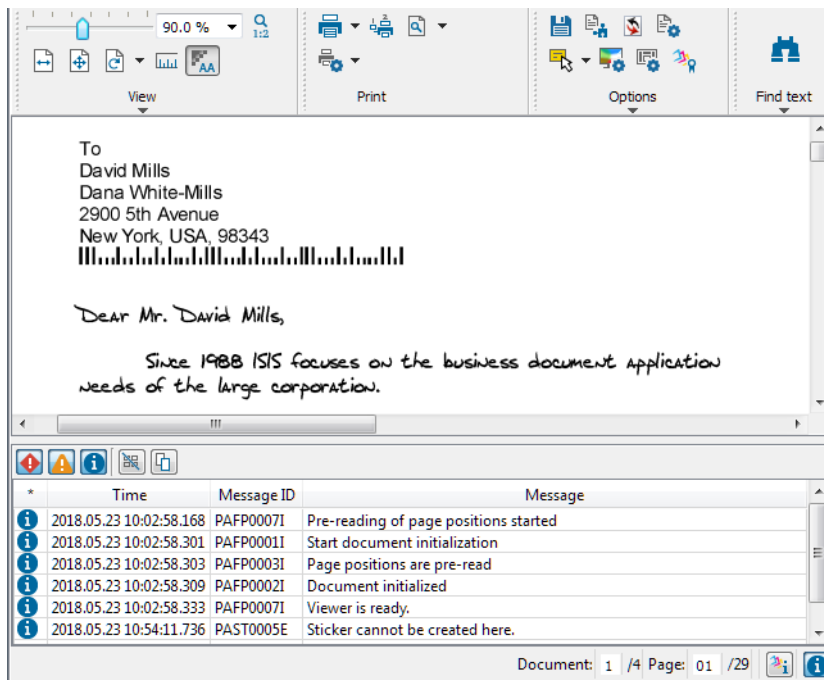 90.0 %
1:2
AA
View
Print
Options
Find text
To
David Mills
Dana White-Mills
2900 5th Avenue
New York, USA, 98343
Dear Mr. David Mills,
Since 1988 ISIS focuses on the business document application
needs of the large corporation.
* Time Message ID Message
2018.05.23 10:02:58.168 PAFP0007I Pre-reading of page positions started
2018.05.23 10:02:58.301 PAFP0001I Start document initialization
2018.05.23 10:02:58.303 PAFP0003I Page positions are pre-read
2018.05.23 10:02:58.309 PAFP0002I Document initialized
2018.05.23 10:02:58.333 PAFP0007I Viewer is ready.
2018.05.23 10:54:11.736 PAST0005E Sticker cannot be created here.
Document: 1 /4 Page: 01 /29